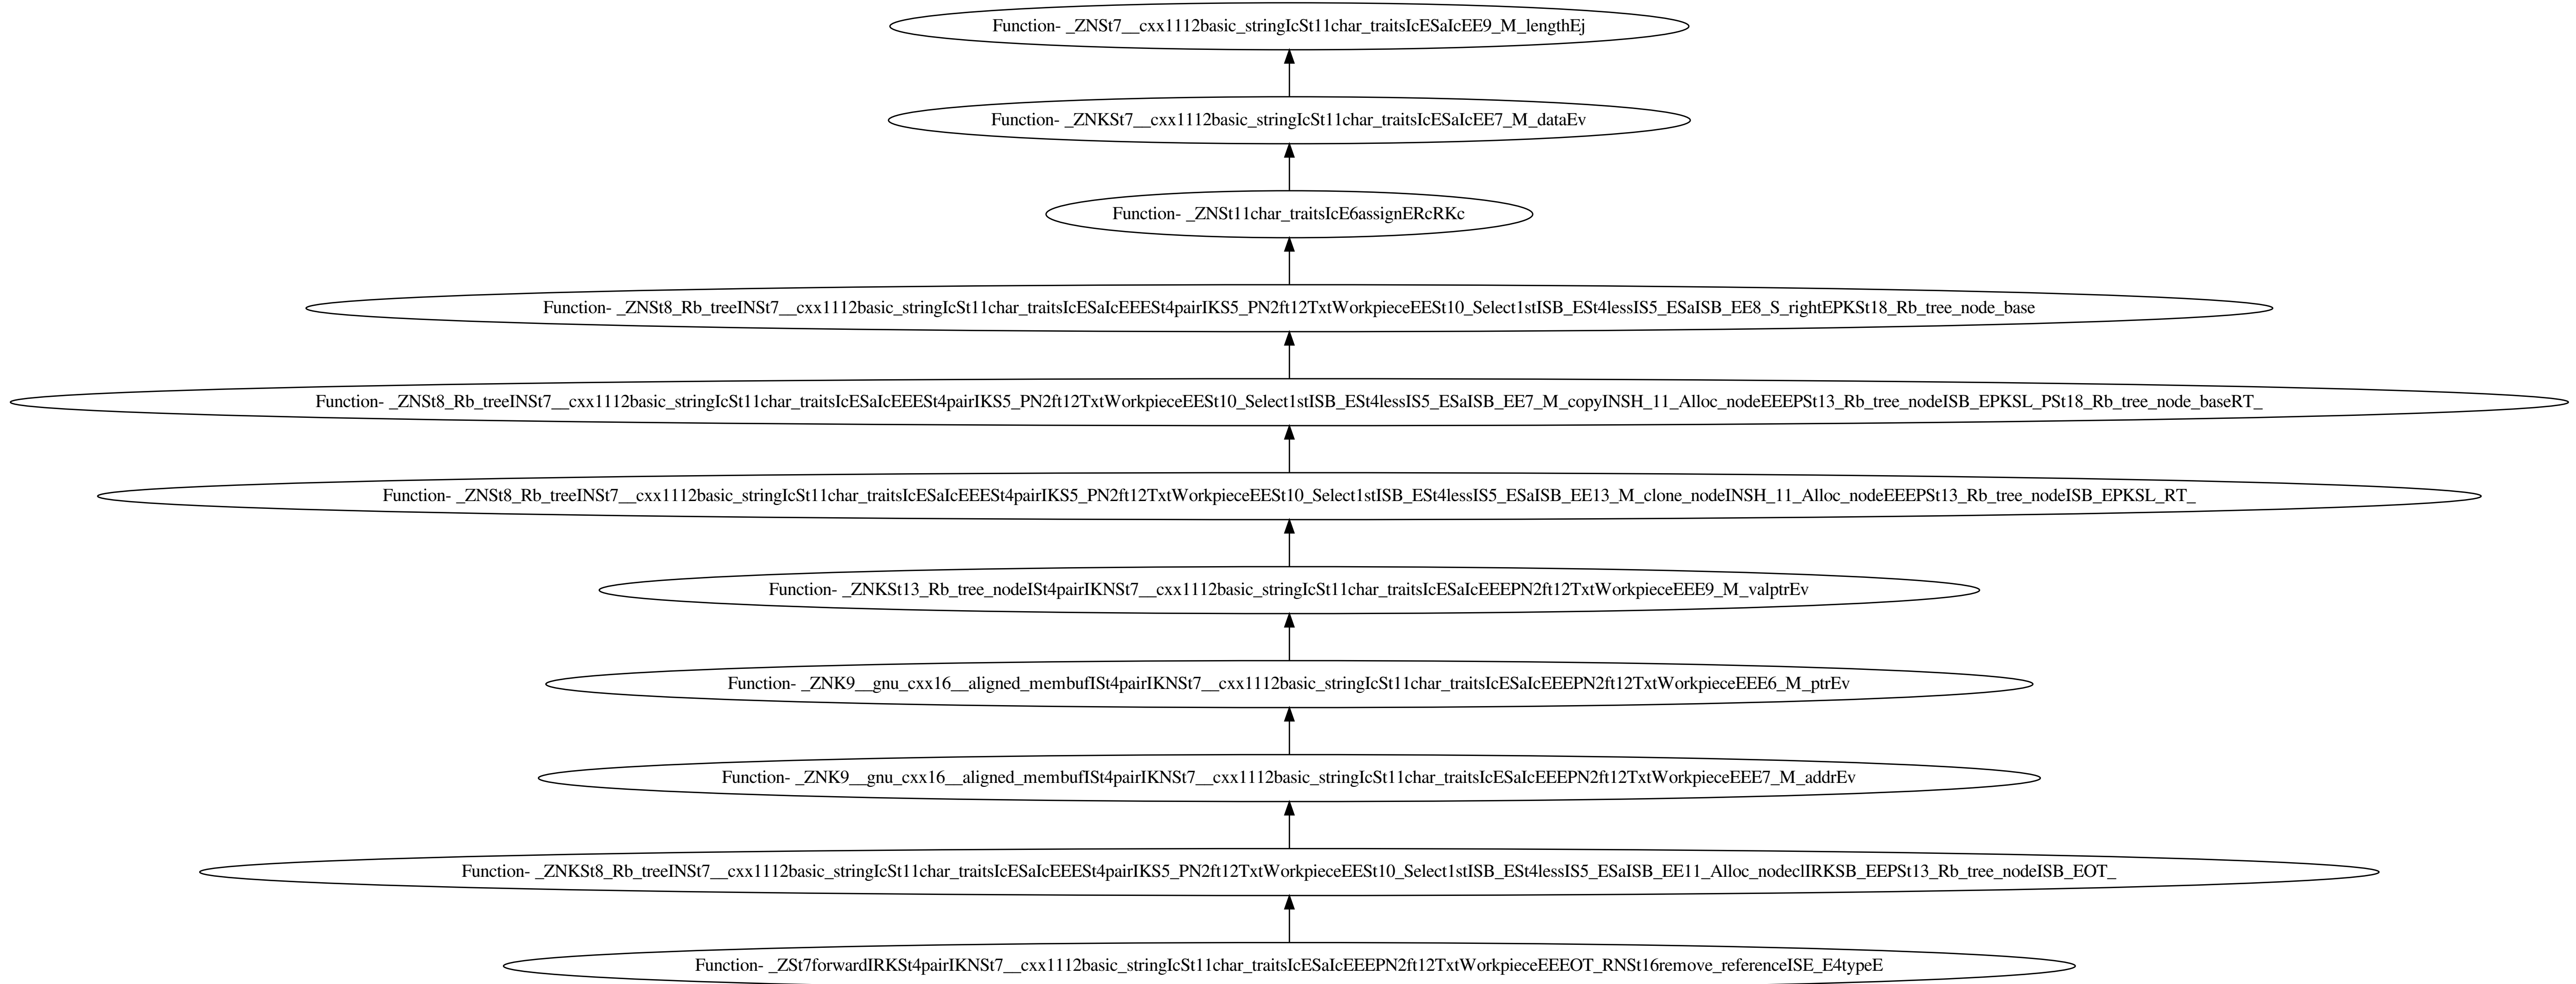 Function- _ZNSt7__cxx1112basic_stringIcSt11char_traitsIcESaIcEE9_M_lengthEj
Function- _ZNKSt7__cxx1112basic_stringIcSt11char_traitsIcESaIcEE7_M_dataEv
Function- _ZNSt11char_traitsIcE6assignERcRKc
Function- _ZNSt8_Rb_treeINSt7__cxx1112basic_stringIcSt11char_traitsIcESaIcEEESt4pairIKS5_PN2ft12TxtWorkpieceEESt10_Select1stISB_ESt4lessIS5_ESaISB_EE8_S_rightEPKSt18_Rb_tree_node_base
Function- _ZNSt8_Rb_treeINSt7__cxx1112basic_stringIcSt11char_traitsIcESaIcEEESt4pairIKS5_PN2ft12TxtWorkpieceEESt10_Select1stISB_ESt4lessIS5_ESaISB_EE7_M_copyINSH_11_Alloc_nodeEEEPSt13_Rb_tree_nodeISB_EPKSL_PSt18_Rb_tree_node_baseRT_
Function- _ZNSt8_Rb_treeINSt7__cxx1112basic_stringIcSt11char_traitsIcESaIcEEESt4pairIKS5_PN2ft12TxtWorkpieceEESt10_Select1stISB_ESt4lessIS5_ESaISB_EE13_M_clone_nodeINSH_11_Alloc_nodeEEEPSt13_Rb_tree_nodeISB_EPKSL_RT_
Function- _ZNKSt13_Rb_tree_nodeISt4pairIKNSt7__cxx1112basic_stringIcSt11char_traitsIcESaIcEEEPN2ft12TxtWorkpieceEEE9_M_valptrEv
Function- _ZNK9__gnu_cxx16__aligned_membufISt4pairIKNSt7__cxx1112basic_stringIcSt11char_traitsIcESaIcEEEPN2ft12TxtWorkpieceEEE6_M_ptrEv
Function- _ZNK9__gnu_cxx16__aligned_membufISt4pairIKNSt7__cxx1112basic_stringIcSt11char_traitsIcESaIcEEEPN2ft12TxtWorkpieceEEE7_M_addrEv
Function- _ZNKSt8_Rb_treeINSt7__cxx1112basic_stringIcSt11char_traitsIcESaIcEEESt4pairIKS5_PN2ft12TxtWorkpieceEESt10_Select1stISB_ESt4lessIS5_ESaISB_EE11_Alloc_nodeclIRKSB_EEPSt13_Rb_tree_nodeISB_EOT_
Function- _ZSt7forwardIRKSt4pairIKNSt7__cxx1112basic_stringIcSt11char_traitsIcESaIcEEEPN2ft12TxtWorkpieceEEEOT_RNSt16remove_referenceISE_E4typeE